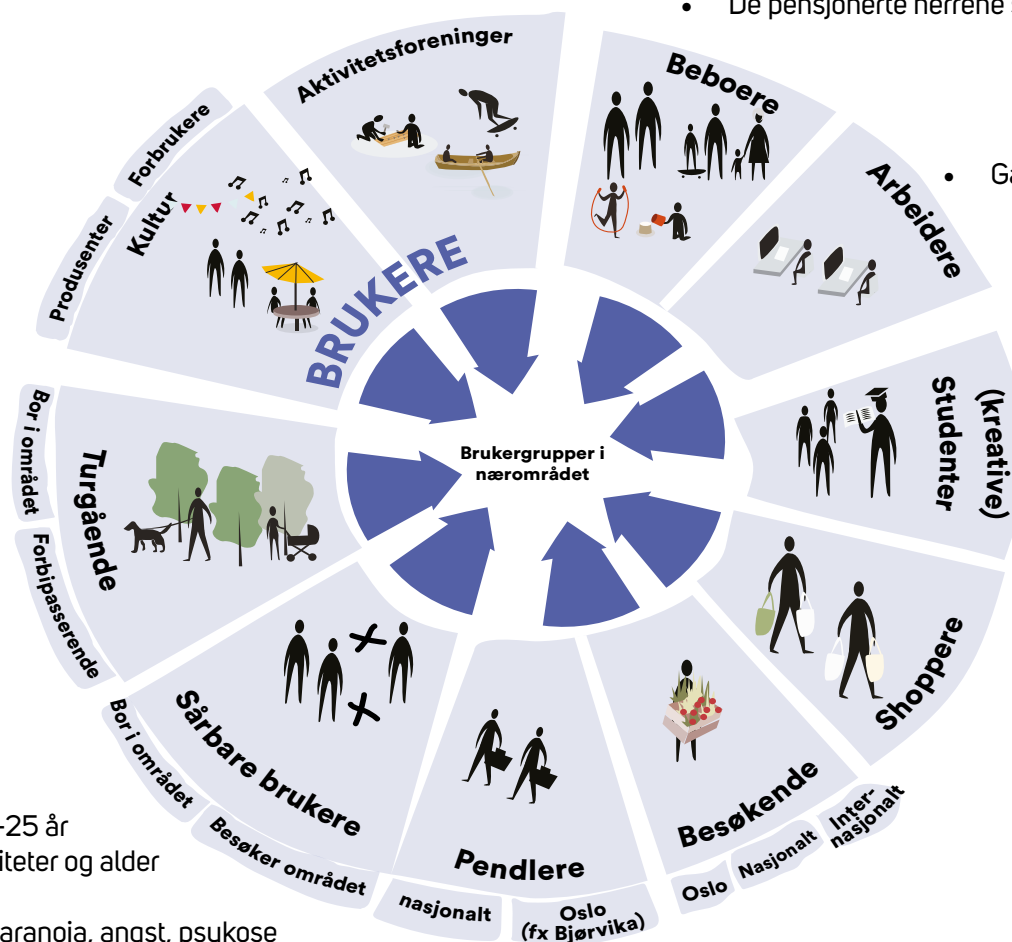 De pensjonerte herrene s
Aktivitetsforeninger
Beboere
Arbeidere
Ga
(kreative)
Studenter
Shoppere
Besøkende
Inter-
nasjonalt
Nasjonalt
Oslo
Pendlere
Oslo
(fx Bjørvika)
nasjonalt
Sårbare brukere
Besøker området
Bor i området
Turgående
Forbipasserende
Bor i området
Kultur
Produsenter
Forbrukere
BRUKERE
Brukergrupper i
nærområdet
-25 år
iteter og alder
aranoia, angst, psykose